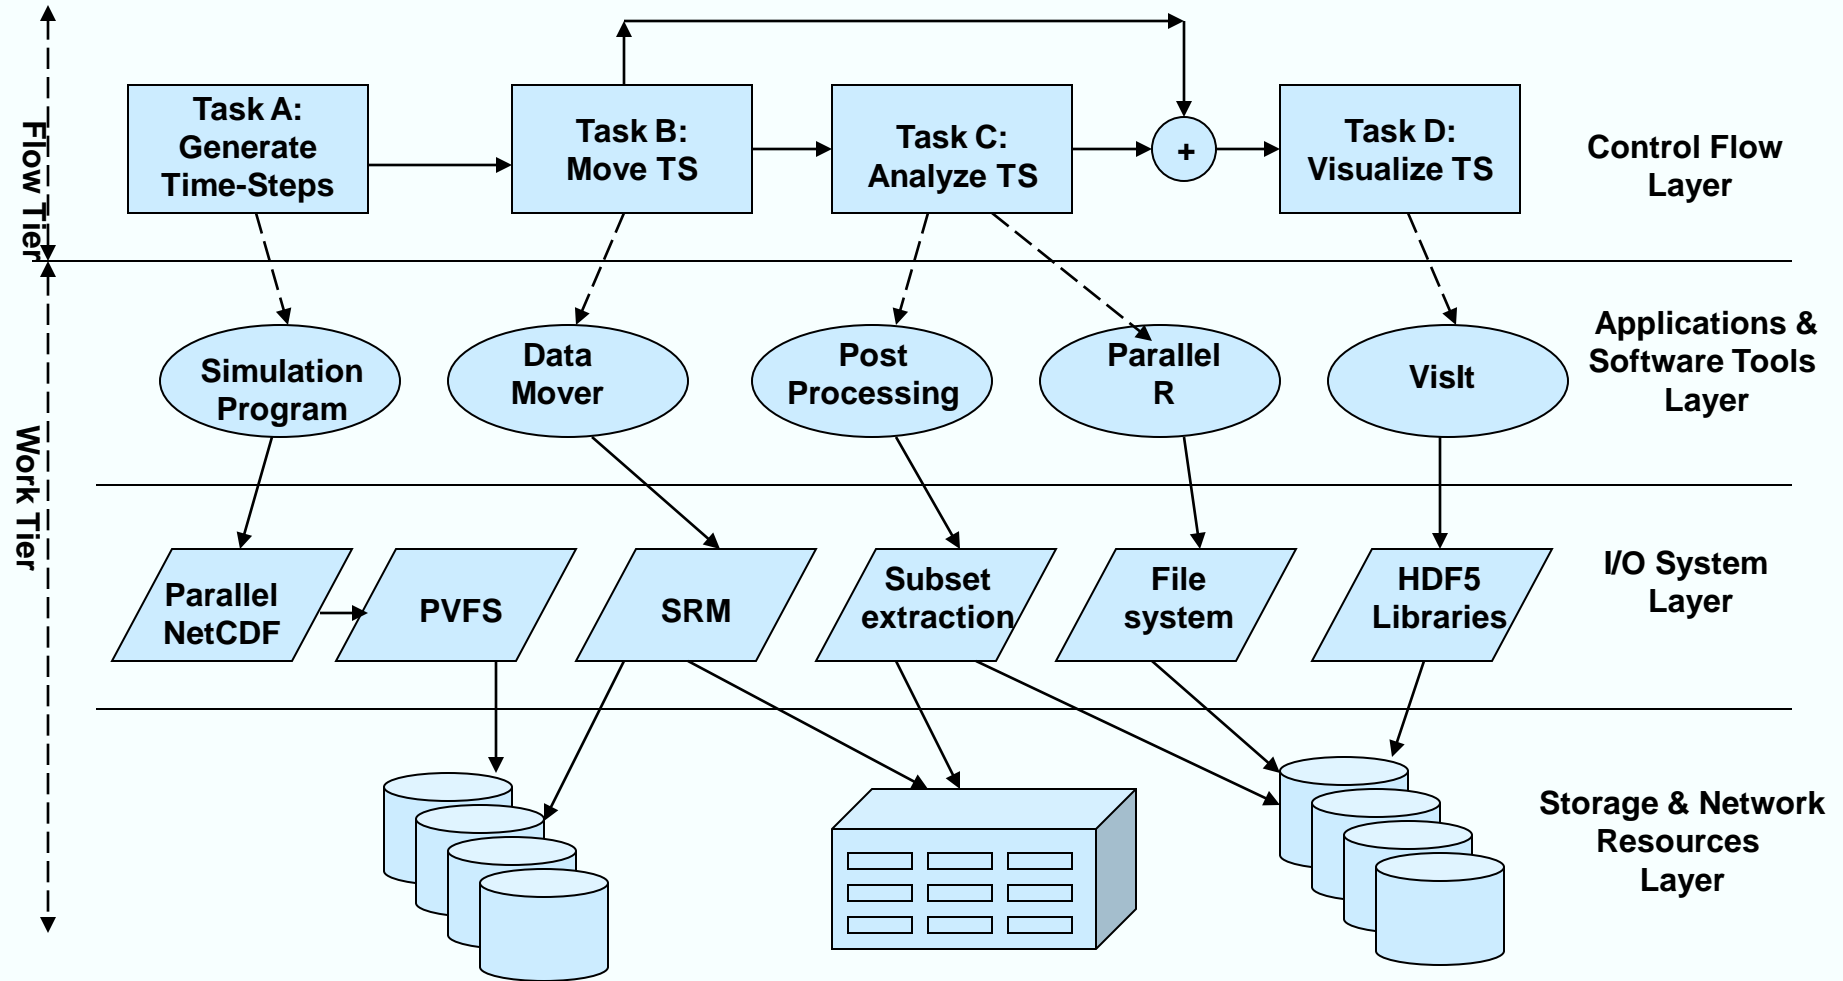 Flow Tier
Task A:
Generate
Time-Steps
Task B:
Move TS
Task C:
Analyze TS
+
Task D:
Visualize TS
Control Flow
Layer
Work Tier
Simulation
Program
Data
Mover
Post
Processing
Parallel
R
VisIt
Applications &
Software Tools
Layer
Parallel
NetCDF
PVFS
SRM
Subset
extraction
File
system
HDF5
Libraries
I/O System
Layer
Storage & Network
Resources
Layer